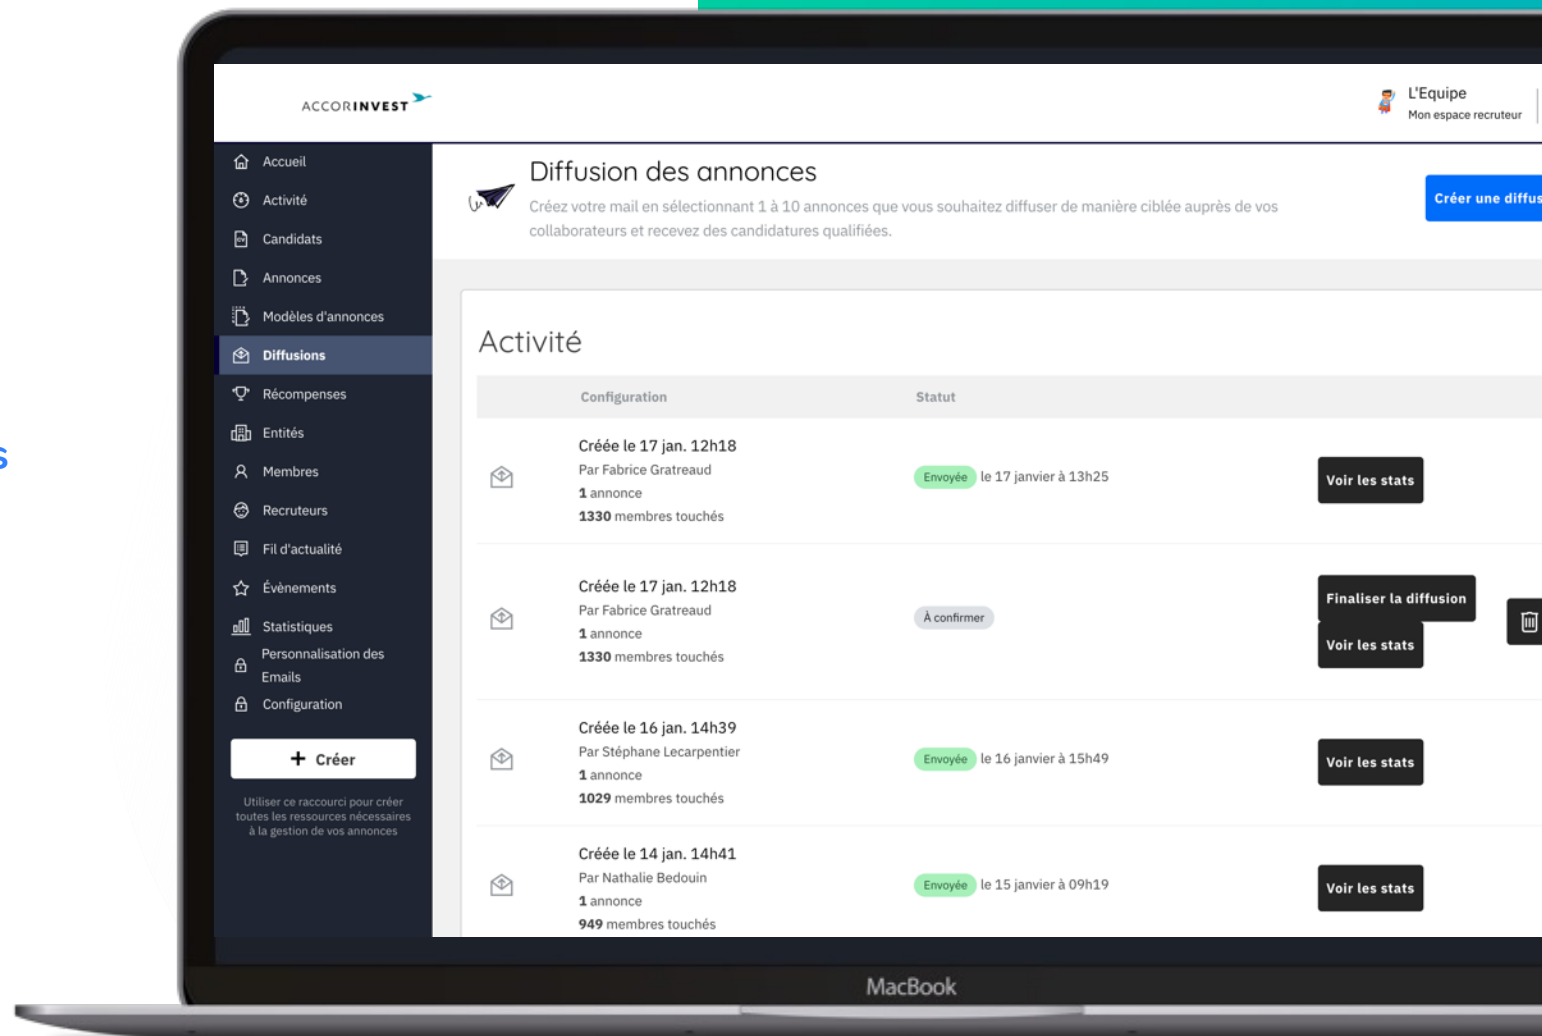 ACCORINVEST
L'Equipe
Mon espace recruteur
Accueil
Activité
Candidats
Annonces
Modèles d'annonces
Diffusions
Récompenses
Entités
Membres
Recruteurs
Fil d'actualité
Évènements
Statistiques
Personnalisation des
Emails
Configuration
+ Créer
Utiliser ce raccourci pour créer
toutes les ressources nécessaires
à la gestion de vos annonces
Diffusion des annonces
Créez votre mail en sélectionnant 1 à 10 annonces que vous souhaitez diffuser de manière ciblée auprès de vos
collaborateurs et recevez des candidatures qualifiées.
Créer une diffus
Activité
Configuration
Statut
Créée le 17 jan. 12h18
Par Fabrice Gratreaud
1 annonce
1330 membres touchés
Envoyée le 17 janvier à 13h25
Voir les stats
Créée le 17 jan. 12h18
Par Fabrice Gratreaud
1 annonce
1330 membres touchés
À confirmer
Finaliser la diffusion
Voir les stats
Créée le 16 jan. 14h39
Par Stéphane Lecarpentier
1 annonce
1029 membres touchés
Envoyée le 16 janvier à 15h49
Voir les stats
Créée le 14 jan. 14h41
Par Nathalie Bedouin
1 annonce
949 membres touchés
Envoyée le 15 janvier à 09h19
Voir les stats
MacBook
s